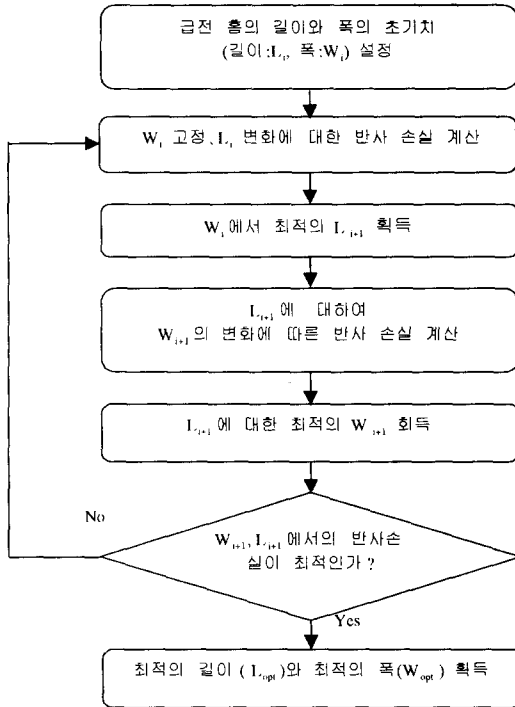 급전 홈의 길이와 폭의 초기치
(길이:Li, 폭:Wi) 설정
Wi 고정、Li 변화에 대한 반사 손실 계산
Wi에서 최적의 Li+1 획득
Li+1에 대하여
Wi+1의 변화에 따른 반사 손실 계산
Li+1에 대한 최적의 Wi+1 회득
No
Wi+1, Li+1에서의 반사손
실이 최적인가?
Yes
최적의 길이 (Lopt)와 최적의 폭(Wopt) 획득